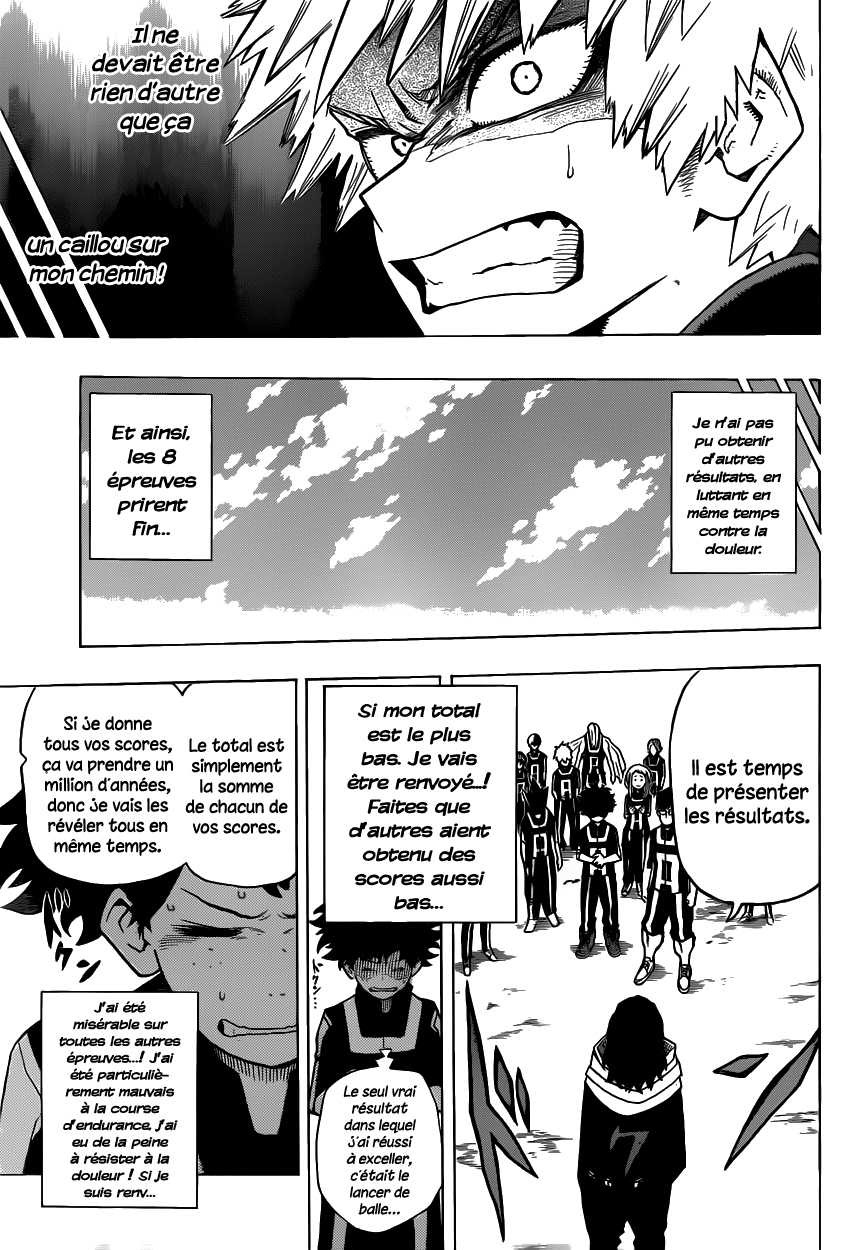 Il ne
devait être
rien d'autre
que ça
un caillou sur
mon chemin !
Je n'ai pas
pu obtenir
d'autres
résultats, en
luttant en
même temps
contre la
douleur.
Et ainsi,
les 8
épreuves
prirent
fin...
Il est temps
de présenter
les résultats.
Si mon total
est le plus
bas. Je vais
être renvoyé...!
Faites que
d'autres aient
obtenu des
scores aussi
bas...
Le seul vrai
résultat
dans lequel
j'ai réussi
à exceller,
c'était le
lancer de
balle...
Le total est
simplement
la somme
de chacun de
vos scores.
Si je donne
tous vos scores,
ça va prendre un
million d'années,
donc je vais les
révéler tous en
même temps.
J'ai été
misérable sur
toutes les autres
épreuves...! J'ai
été particuliè-
rement mauvais
à la course
d'endurance, j'ai
eu de la peine
à résister à la
douleur ! Si je
suis renv...